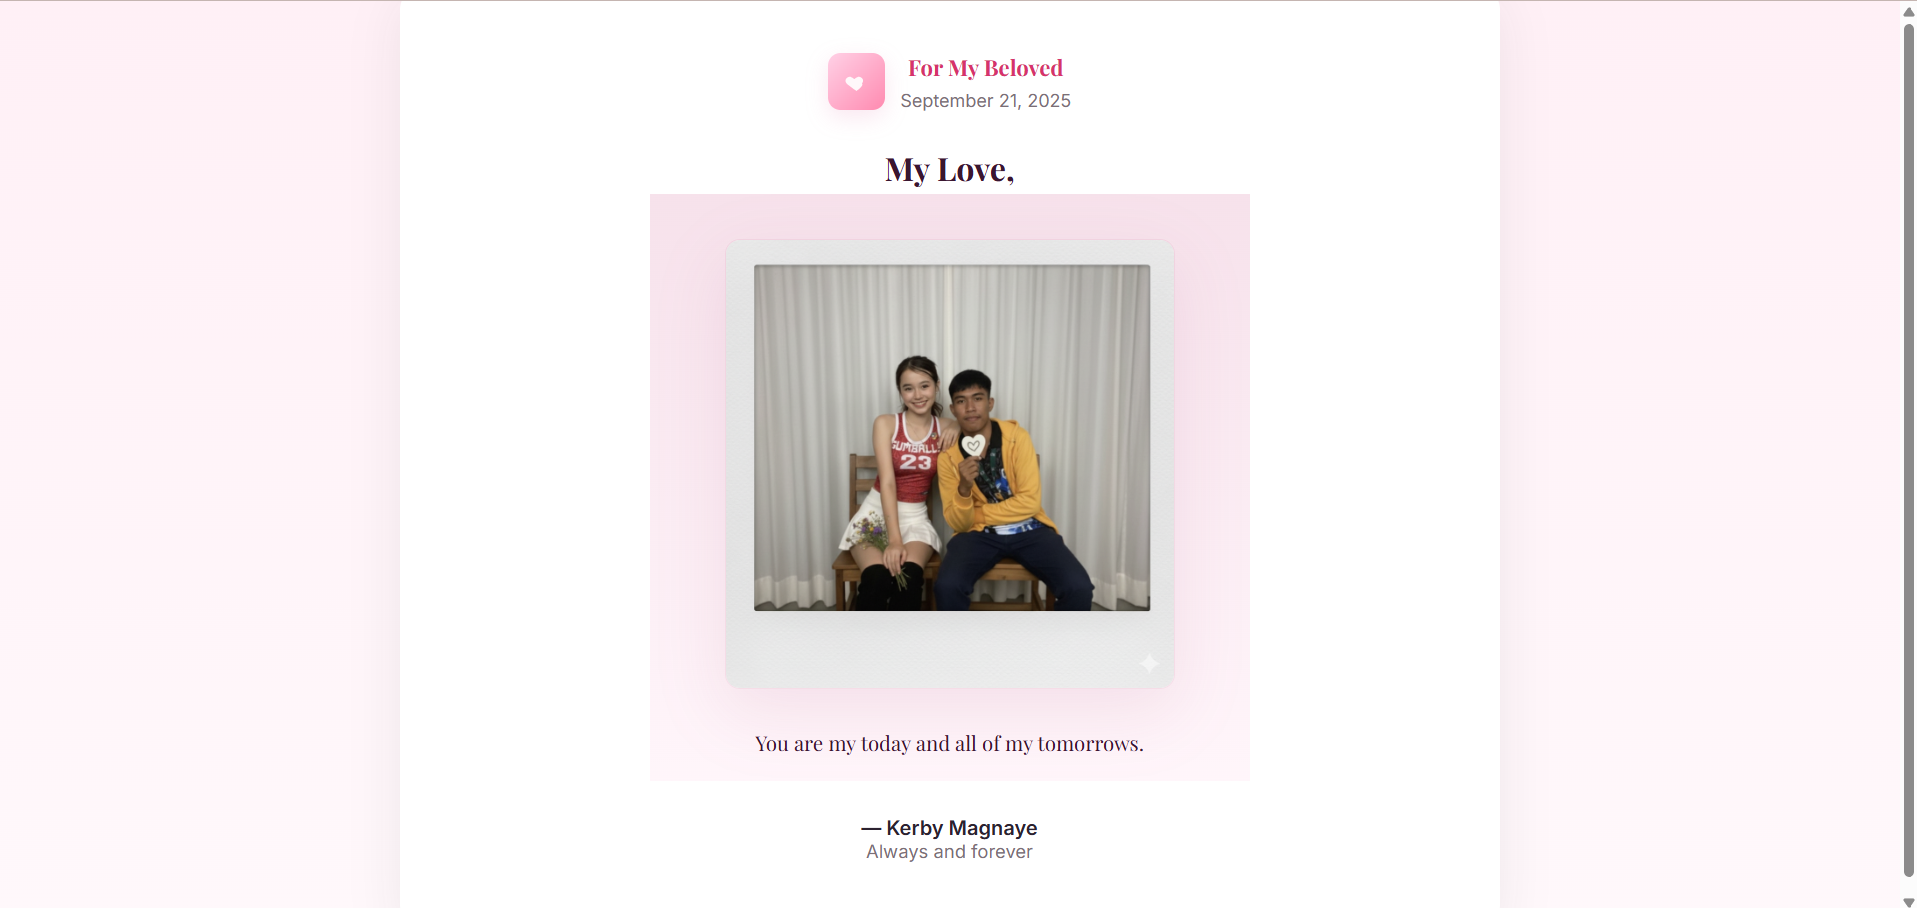 For My Beloved
September 21, 2025
My Love,
GUMBALL
23
You are my today and all of my tomorrows.
— Kerby Magnaye
Always and forever